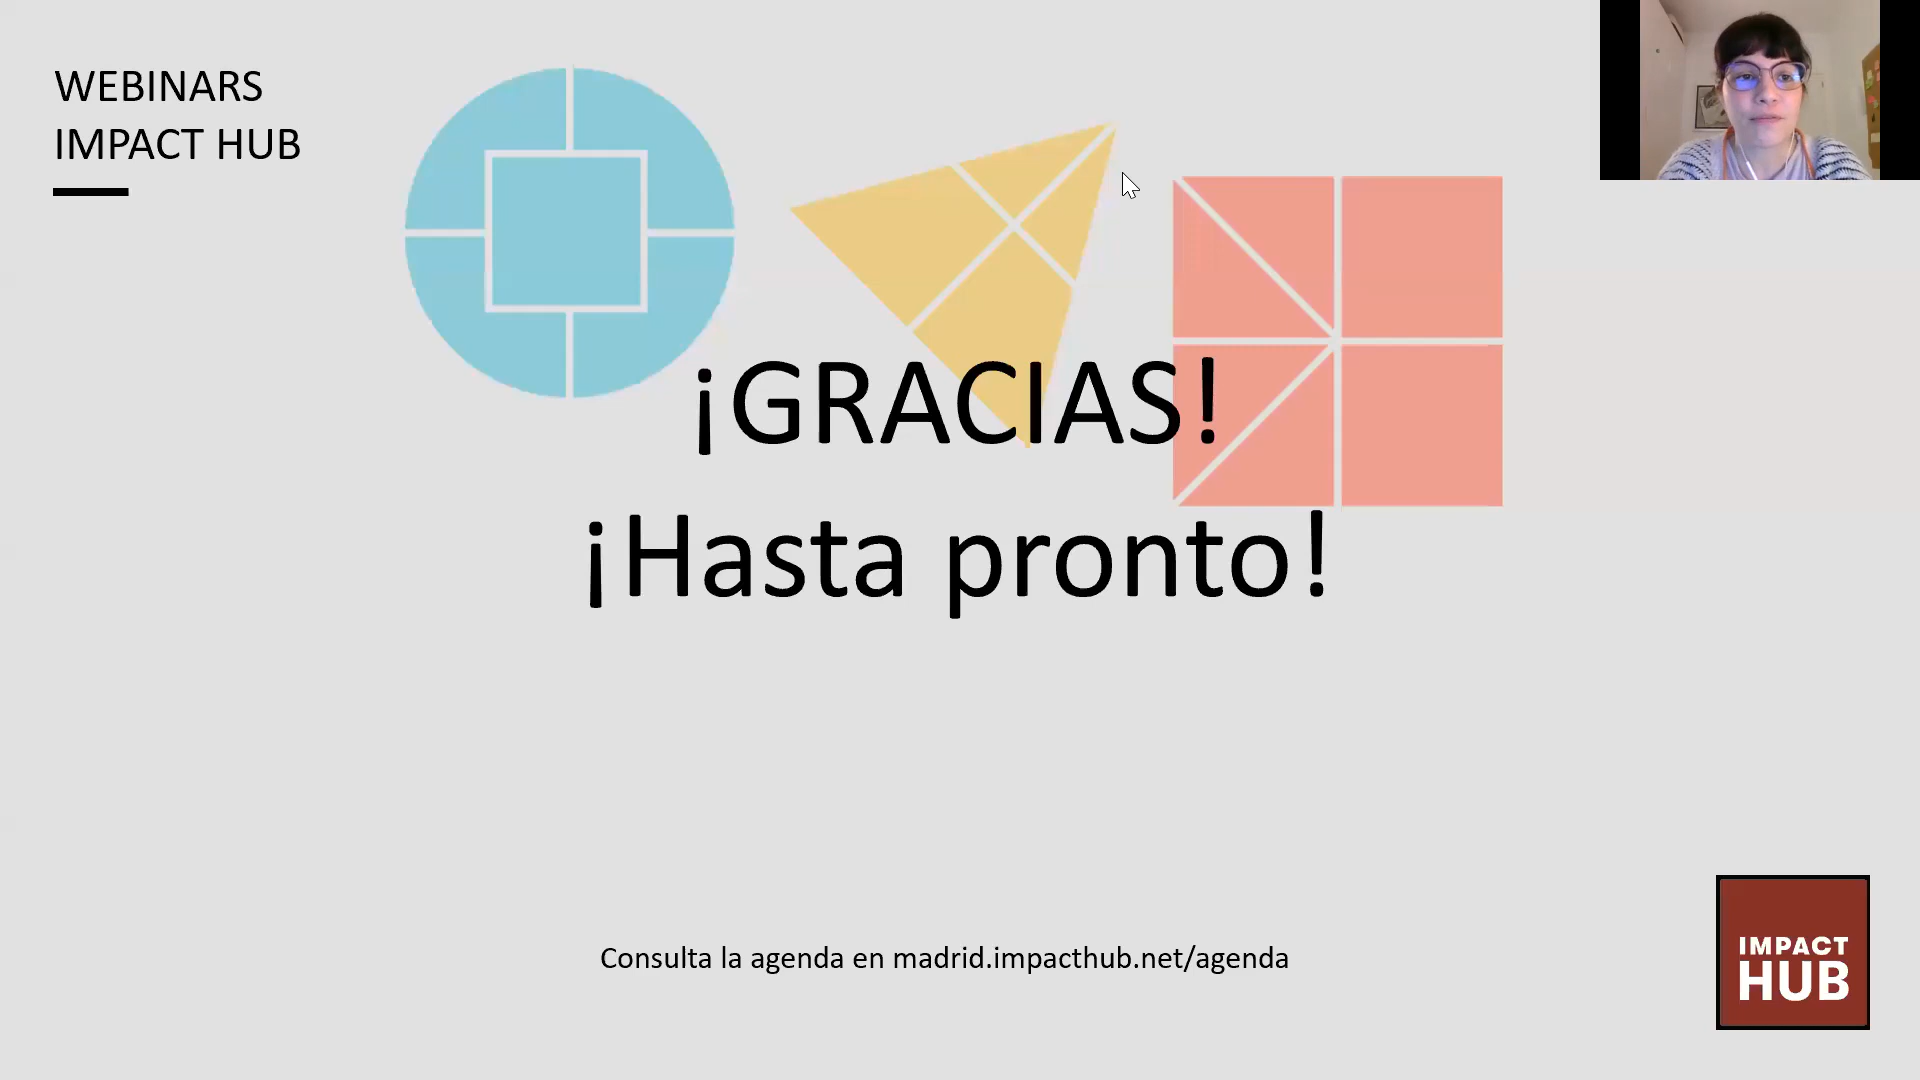 WEBINARS
IMPACT HUB
¡GRACIAS!
¡Hasta pronto!
Consulta la agenda en madrid.impacthub.net/agenda
IMPACT
HUB